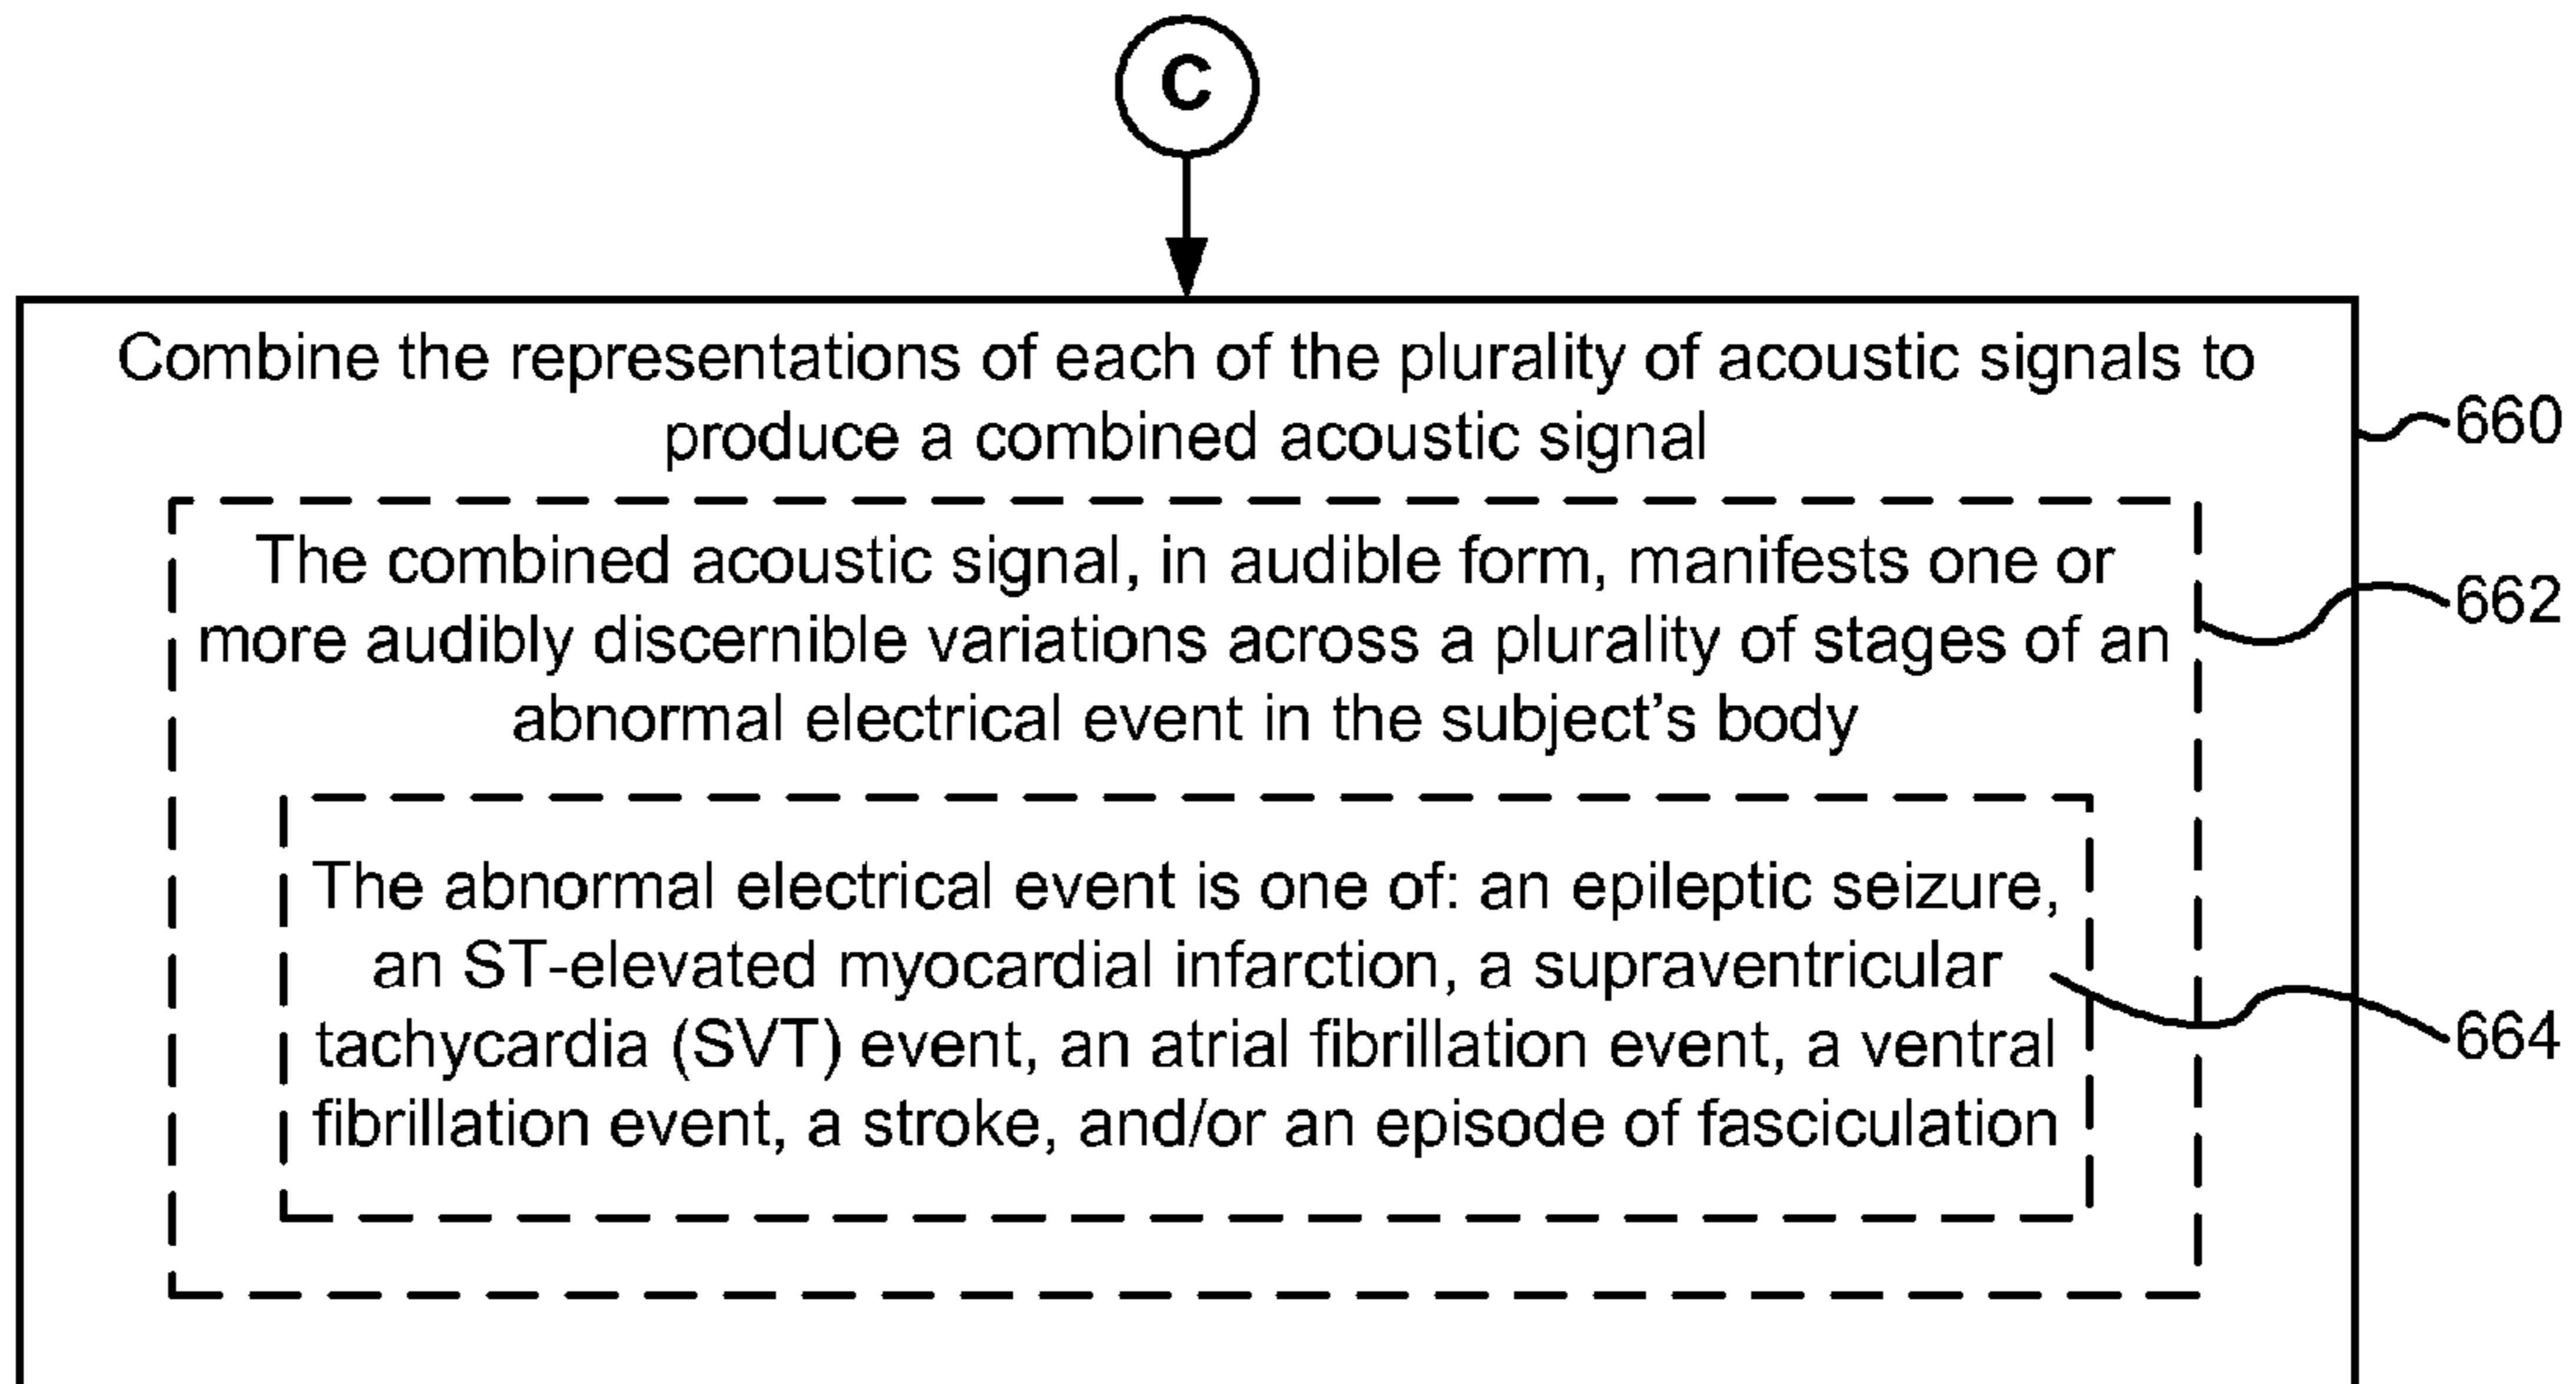 C
Combine the representations of each of the plurality of acoustic signals to
produce a combined acoustic signal
660
The combined acoustic signal, in audible form, manifests one or
more audibly discernible variations across a plurality of stages of an
abnormal electrical event in the subject’s body
662
The abnormal electrical event is one of: an epileptic seizure,
an ST-elevated myocardial infarction, a supraventricular
tachycardia (SVT) event, an atrial fibrillation event, a ventral
fibrillation event, a stroke, and/or an episode of fasciculation
664